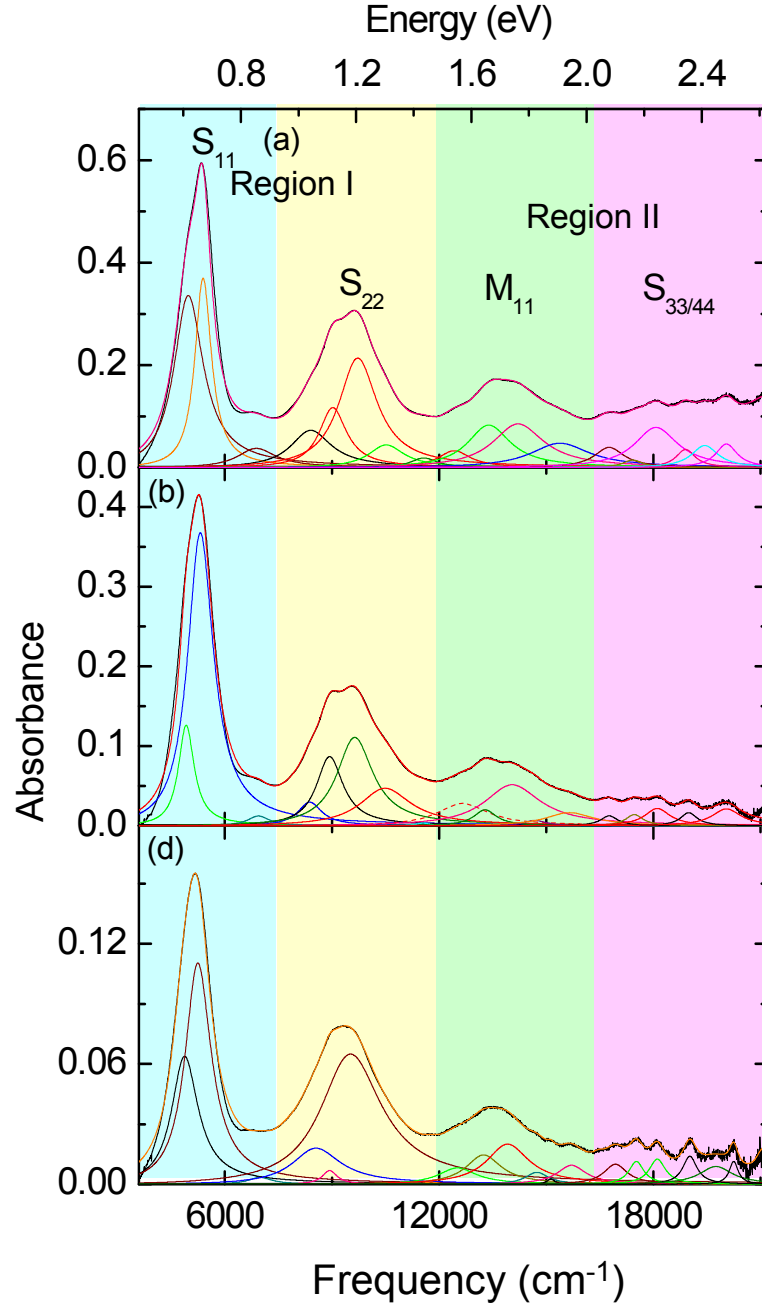 Energy (eV)
0.8 1.2 1.6 2.0 2.4
S₁₁ (a)
Region I
Region II
S₂₂ M₁₁ S₃₃/₄₄
0.6
0.4
0.2
0.0
(b)
0.4
0.3
0.2
0.1
0.0
Absorbance
(d)
0.12
0.06
0.00
6000 12000 18000
Frequency (cm⁻¹)